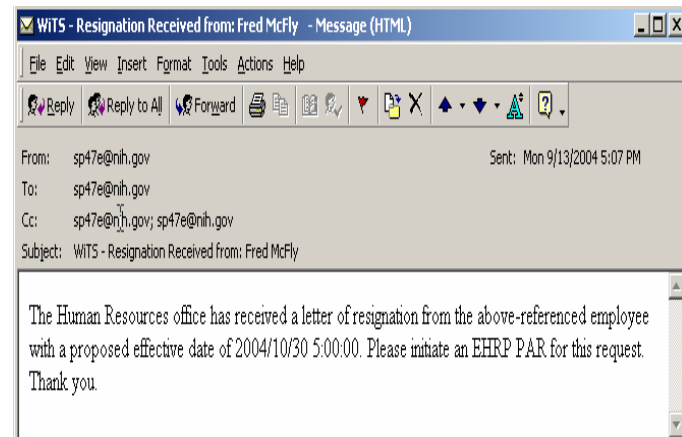 WiTS - Resignation Received from: Fred McFly - Message (HTML)
File Edit View Insert Format Tools Actions Help
Reply Reply to All Forward
From: sp47e@nih.gov Sent: Mon 9/13/2004 5:07 PM
To: sp47e@nih.gov
Cc: sp47e@nih.gov; sp47e@nih.gov
Subject: WiTS - Resignation Received from: Fred McFly
The Human Resources office has received a letter of resignation from the above-referenced employee
with a proposed effective date of 2004/10/30 5:00:00. Please initiate an EHRP PAR for this request.
Thank you.